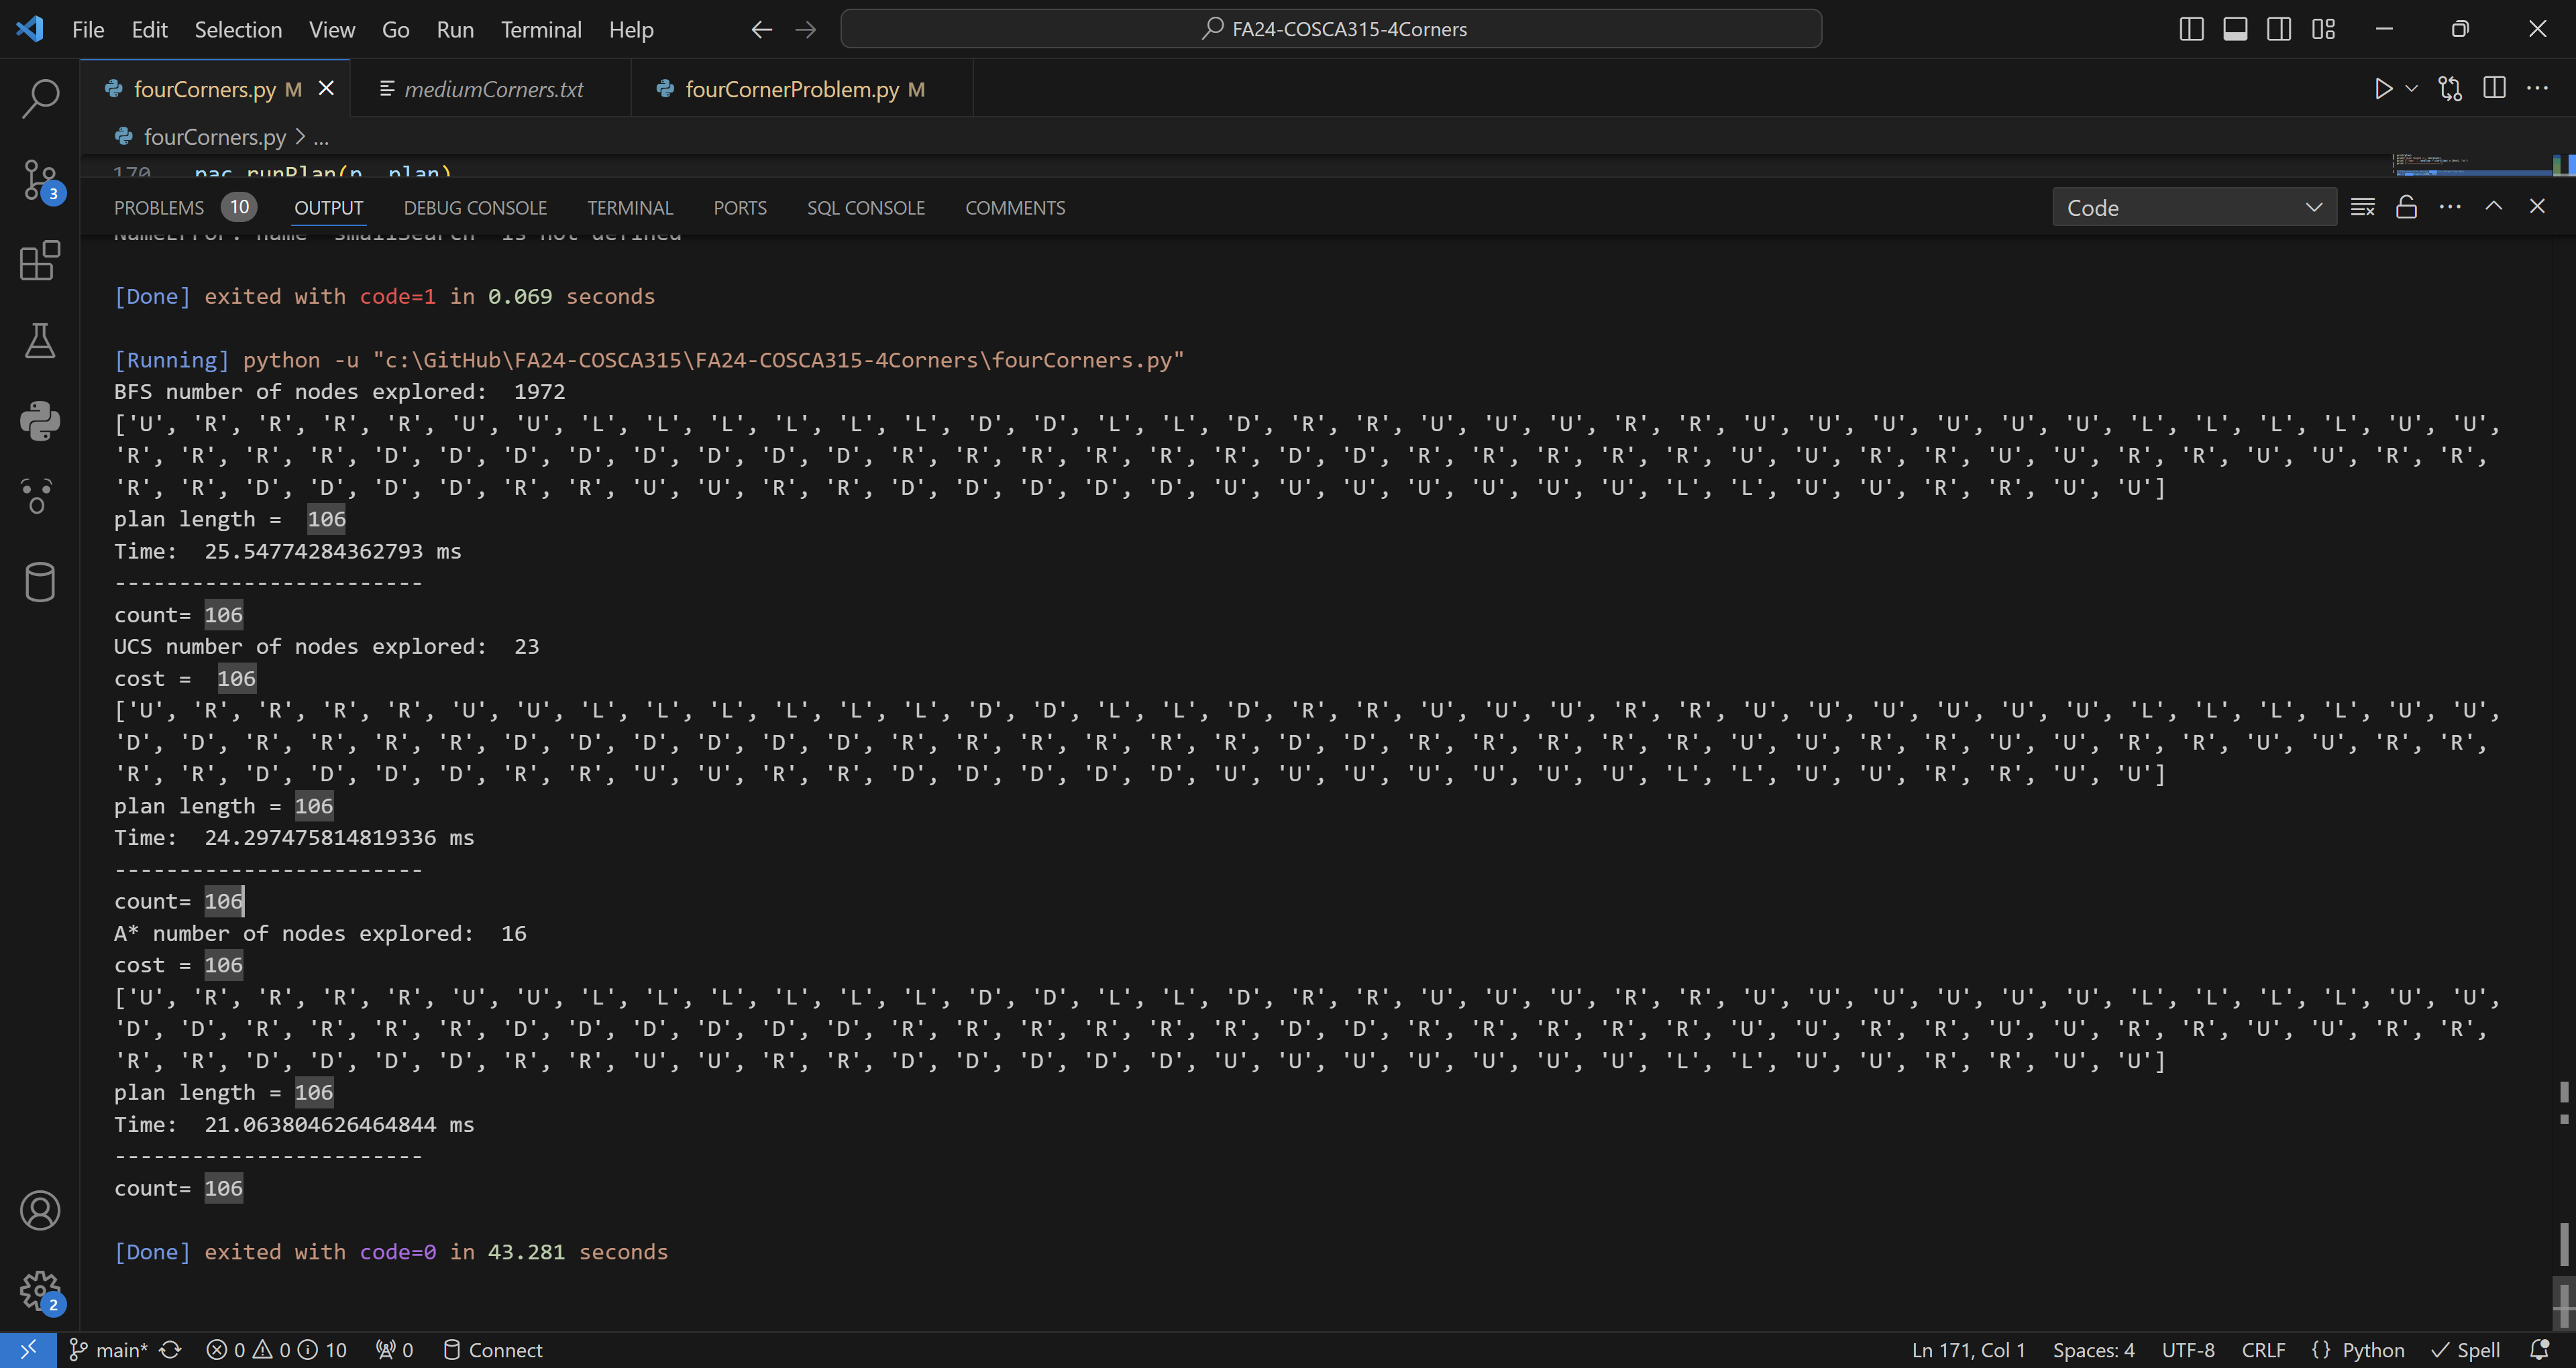 File Edit Selection View Go Run Terminal Help
FA24-COSCA315-4Corners
fourCorners.py M
mediumCorners.txt
fourCornerProblem.py M
fourCorners.py > ...
170 pac.runPlan(p, plan)
PROBLEMS 10 OUTPUT DEBUG CONSOLE TERMINAL PORTS SQL CONSOLE COMMENTS
Code
NameError: name 'smallSearch' is not defined
[Done] exited with code=1 in 0.069 seconds
[Running] python -u "c:\GitHub\FA24-COSCA315\FA24-COSCA315-4Corners\fourCorners.py"
BFS number of nodes explored:  1972
['U', 'R', 'R', 'R', 'R', 'U', 'U', 'L', 'L', 'L', 'L', 'L', 'L', 'D', 'D', 'L', 'L', 'D', 'R', 'R', 'U', 'U', 'U', 'R', 'R', 'U', 'U', 'U', 'U', 'U', 'U', 'L', 'L', 'L', 'L', 'U', 'U',
'R', 'R', 'R', 'R', 'D', 'D', 'D', 'D', 'D', 'D', 'D', 'D', 'R', 'R', 'R', 'R', 'R', 'R', 'D', 'D', 'R', 'R', 'R', 'R', 'R', 'U', 'U', 'R', 'R', 'U', 'U', 'R', 'R', 'U', 'U', 'R', 'R',
'R', 'R', 'D', 'D', 'D', 'D', 'R', 'R', 'U', 'U', 'R', 'R', 'D', 'D', 'D', 'D', 'D', 'U', 'U', 'U', 'U', 'U', 'U', 'U', 'L', 'L', 'U', 'U', 'R', 'R', 'U', 'U']
plan length =  106
Time:  25.54774284362793 ms
------------------------
count= 106
UCS number of nodes explored:  23
cost =  106
['U', 'R', 'R', 'R', 'R', 'U', 'U', 'L', 'L', 'L', 'L', 'L', 'L', 'D', 'D', 'L', 'L', 'D', 'R', 'R', 'U', 'U', 'U', 'R', 'R', 'U', 'U', 'U', 'U', 'U', 'U', 'L', 'L', 'L', 'L', 'U', 'U',
'D', 'D', 'R', 'R', 'R', 'R', 'D', 'D', 'D', 'D', 'D', 'D', 'R', 'R', 'R', 'R', 'R', 'R', 'D', 'D', 'R', 'R', 'R', 'R', 'R', 'U', 'U', 'R', 'R', 'U', 'U', 'R', 'R', 'U', 'U', 'R', 'R',
'R', 'R', 'D', 'D', 'D', 'D', 'R', 'R', 'U', 'U', 'R', 'R', 'D', 'D', 'D', 'D', 'D', 'U', 'U', 'U', 'U', 'U', 'U', 'U', 'L', 'L', 'U', 'U', 'R', 'R', 'U', 'U']
plan length = 106
Time:  24.297475814819336 ms
------------------------
count= 106
A* number of nodes explored:  16
cost = 106
['U', 'R', 'R', 'R', 'R', 'U', 'U', 'L', 'L', 'L', 'L', 'L', 'L', 'D', 'D', 'L', 'L', 'D', 'R', 'R', 'U', 'U', 'U', 'R', 'R', 'U', 'U', 'U', 'U', 'U', 'U', 'L', 'L', 'L', 'L', 'U', 'U',
'D', 'D', 'R', 'R', 'R', 'R', 'D', 'D', 'D', 'D', 'D', 'D', 'R', 'R', 'R', 'R', 'R', 'R', 'D', 'D', 'R', 'R', 'R', 'R', 'R', 'U', 'U', 'R', 'R', 'U', 'U', 'R', 'R', 'U', 'U', 'R', 'R',
'R', 'R', 'D', 'D', 'D', 'D', 'R', 'R', 'U', 'U', 'R', 'R', 'D', 'D', 'D', 'D', 'D', 'U', 'U', 'U', 'U', 'U', 'U', 'U', 'L', 'L', 'U', 'U', 'R', 'R', 'U', 'U']
plan length = 106
Time:  21.063804626464844 ms
------------------------
count= 106
[Done] exited with code=0 in 43.281 seconds
3
2
main* 0 0 10 0 Connect Ln 171, Col 1 Spaces: 4 UTF-8 CRLF {} Python Spell